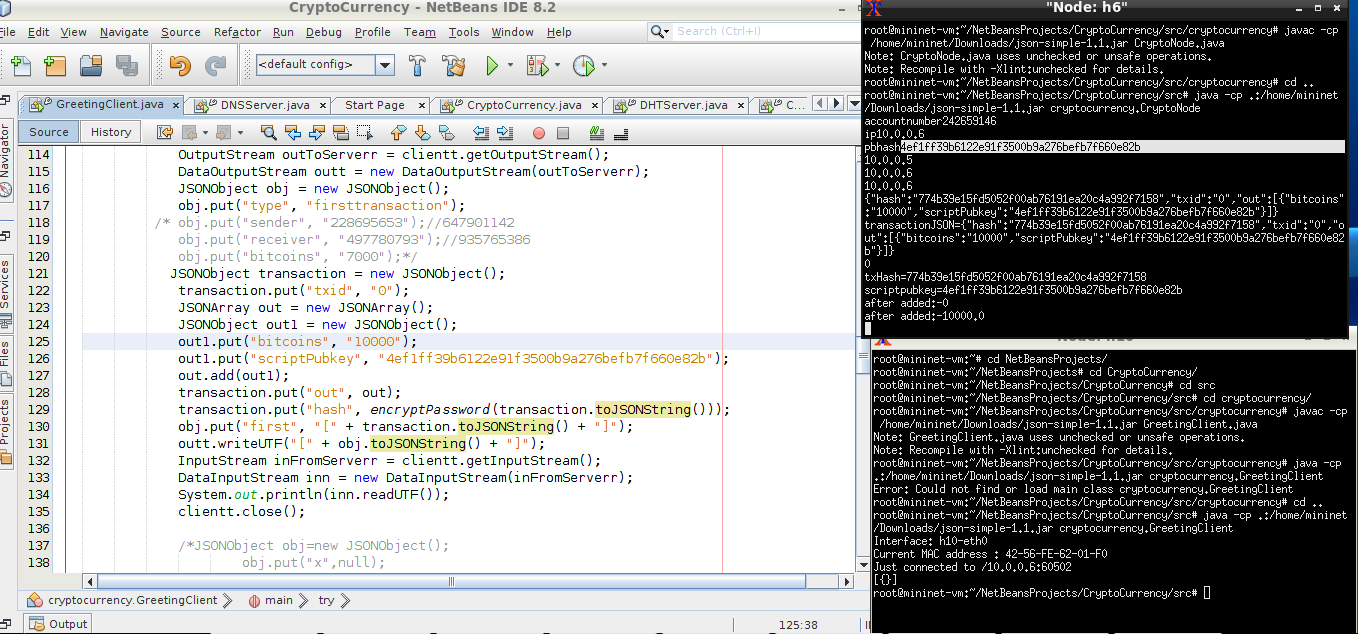 CryptoCurrency - NetBeans IDE 8.2
File Edit View Navigate Source Refactor Run Debug Profile Team Tools Window Help
Search (Ctrl+I)
<default config>
GreetingClient.java × DNSServer.java × Start Page × CryptoCurrency.java × DHTServer.java × C...
Source History
Navigator
Services
Files
Projects
114 OutputStream outToServerr = clientt.getOutputStream();
115 DataOutputStream outt = new DataOutputStream(outToServerr);
116 JSONObject obj = new JSONObject();
117 obj.put("type", "firsttransaction");
118 /* obj.put("sender", "228695653");//647901142
119 obj.put("receiver", "497780793");//935765386
120 obj.put("bitcoins", "7000");*/
121 JSONObject transaction = new JSONObject();
122 transaction.put("txid", "0");
123 JSONArray out = new JSONArray();
124 JSONObject out1 = new JSONObject();
125 out1.put("bitcoins", "10000");
126 out1.put("scriptPubkey", "4ef1ff39b6122e91f3500b9a276befb7f660e82b");
127 out.add(out1);
128 transaction.put("out", out);
129 transaction.put("hash", encryptPassword(transaction.toJSONString()));
130 obj.put("first", "[" + transaction.toJSONString() + "]");
131 outt.writeUTF("[" + obj.toJSONString() + "]");
132 InputStream inFromServerr = clientt.getInputStream();
133 DataInputStream inn = new DataInputStream(inFromServerr);
134 System.out.println(inn.readUTF());
135 clientt.close();
136
137 /*JSONObject obj=new JSONObject();
138 obj.put("x",null);
cryptocurrency.GreetingClient main try
Output
125:38
"Node: h6"
root@mininet-vm:~/NetBeansProjects/CryptoCurrency/src/cryptocurrency# javac -cp
/home/mininet/Downloads/json-simple-1.1.jar CryptoNode.java
Note: CryptoNode.java uses unchecked or unsafe operations.
Note: Recompile with -Xlint:unchecked for details.
root@mininet-vm:~/NetBeansProjects/CryptoCurrency/src/cryptocurrency# cd ..
root@mininet-vm:~/NetBeansProjects/CryptoCurrency/src# java -cp .:/home/mininet
/Downloads/json-simple-1.1.jar cryptocurrency.CryptoNode
accountnumber242659146
ip10.0.0.6
pbhash4ef1ff39b6122e91f3500b9a276befb7f660e82b
10.0.0.5
10.0.0.6
10.0.0.6
{"hash":"774b39e15fd5052f00ab76191ea20c4a992f7158","txid":"0","out":[{"bitcoins"
:"10000","scriptPubkey":"4ef1ff39b6122e91f3500b9a276befb7f660e82b"}]}
transactionJSON={"hash":"774b39e15fd5052f00ab76191ea20c4a992f7158","txid":"0","o
ut":[{"bitcoins":"10000","scriptPubkey":"4ef1ff39b6122e91f3500b9a276befb7f660e82
b"}]}
0
txHash=774b39e15fd5052f00ab76191ea20c4a992f7158
scriptpubkey=4ef1ff39b6122e91f3500b9a276befb7f660e82b
after added:-0
after added:-10000.0
root@mininet-vm:~# cd NetBeansProjects/
root@mininet-vm:~/NetBeansProjects# cd CryptoCurrency/
root@mininet-vm:~/NetBeansProjects/CryptoCurrency# cd src
root@mininet-vm:~/NetBeansProjects/CryptoCurrency/src# cd cryptocurrency/
root@mininet-vm:~/NetBeansProjects/CryptoCurrency/src/cryptocurrency# javac -cp
/home/mininet/Downloads/json-simple-1.1.jar GreetingClient.java
Note: GreetingClient.java uses unchecked or unsafe operations.
Note: Recompile with -Xlint:unchecked for details.
root@mininet-vm:~/NetBeansProjects/CryptoCurrency/src/cryptocurrency# java -cp
.:/home/mininet/Downloads/json-simple-1.1.jar cryptocurrency.GreetingClient
Error: Could not find or load main class cryptocurrency.GreetingClient
root@mininet-vm:~/NetBeansProjects/CryptoCurrency/src/cryptocurrency# cd ..
root@mininet-vm:~/NetBeansProjects/CryptoCurrency/src# java -cp .:/home/mininet
/Downloads/json-simple-1.1.jar cryptocurrency.GreetingClient
Interface: h10-eth0
Current MAC address : 42-56-FE-62-01-F0
Just connected to /10.0.0.6:60502
[{}]
root@mininet-vm:~/NetBeansProjects/CryptoCurrency/src#